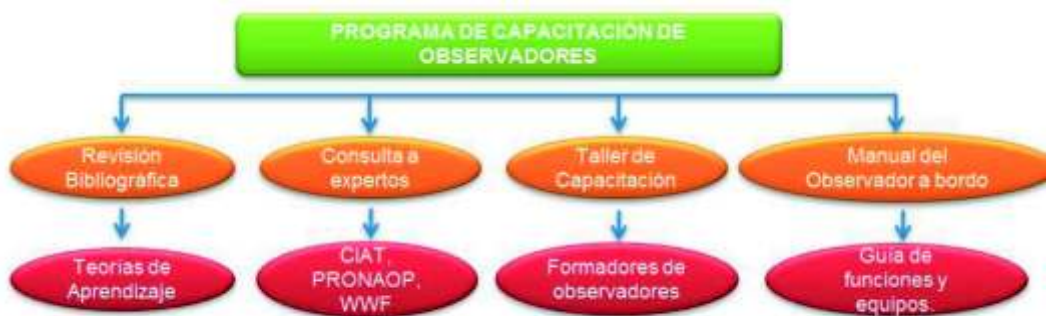 PROGRAMA DE CAPACITACIÓN DE
OBSERVADORES
Revisión
Bibliográfica
Consulta a
expertos
Taller de
Capacitación
Manual del
Observador a bordo
Teorías de
Aprendizaje
CIAT,
PRONAOP,
WWF
Formadores de
observadores
Guía de
funciones y
equipos.